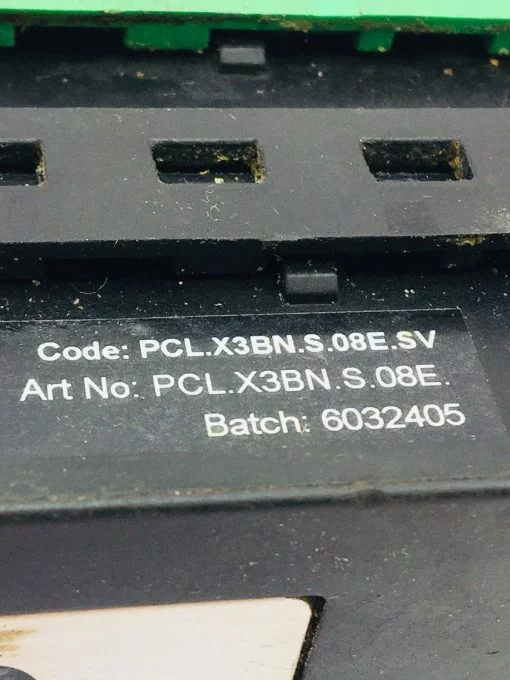 Code: PCL.X3BN.S.08E.SV
Art No: PCL.X3BN.S.08E.
Batch: 6032405